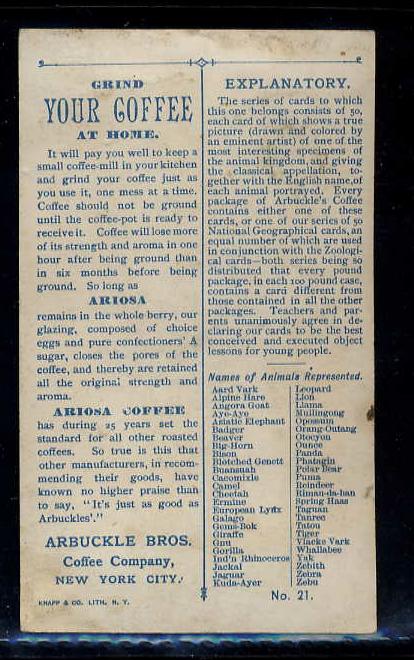 GRIND
YOUR COFFEE
AT HOME.
It will pay you well to keep a
small coffee-mill in your kitchen
and grind your coffee just as
you use it, one mess at a time.
Coffee should not be ground
until the coffee-pot is ready to
receive it. Coffee will lose more
of its strength and aroma in one
hour after being ground than
in six months before being
ground. So long as
ARIOSA
remains in the whole berry, our
glazing, composed of choice
eggs and pure confectioners' A
sugar, closes the pores of the
coffee, and thereby are retained
all the original strength and
aroma.
ARIOSA COFFEE
has during 25 years set the
standard for all other roasted
coffees. So true is this that
other manufacturers, in recom-
mending their goods, have
known no higher praise than
to say, "It's just as good as
Arbuckles'."
ARBUCKLE BROS.
Coffee Company,
NEW YORK CITY.
KNAPP & CO. LITH. N. Y.
EXPLANATORY.
The series of cards to which
this one belongs consists of 50,
each card of which shows a true
picture (drawn and colored by
an eminent artist) of one of the
most interesting specimens of
the animal kingdom, and giving
the classical appellation, to-
gether with the English name, of
each animal portrayed. Every
package of Arbuckle's Coffee
contains either one of these
cards, or one of our series of 50
National Geographical cards, an
equal number of which are used
in conjunction with the Zoologi-
cal cards—both series being so
distributed that every pound
package, in each 100 pound case,
contains a card different from
those contained in all the other
packages. Teachers and par-
ents unanimously agree in de-
claring our cards to be the best
conceived and executed object
lessons for young people.
Names of Animals Represented.
Aard Vark
Alpine Hare
Angora Goat
Aye-Aye
Asiatic Elephant
Badger
Beaver
Big-Horn
Bison
Blotched Genett
Buansuah
Cacomixle
Camel
Cheetah
Ermine
European Lynx
Galago
Gems-Bok
Giraffe
Gnu
Gorilla
Ind'n Rhinoceros
Jackal
Jaguar
Kuda-Ayer
Leopard
Lion
Llama
Mullingong
Opossum
Orang-Outang
Otocyon
Ounce
Panda
Phatagin
Polar Bear
Puma
Reindeer
Rimau-da-han
Spring Haas
Taguan
Tanrec
Tatou
Tiger
Vlacke Vark
Whallabee
Yak
Zebith
Zebra
Zebu
No. 21.